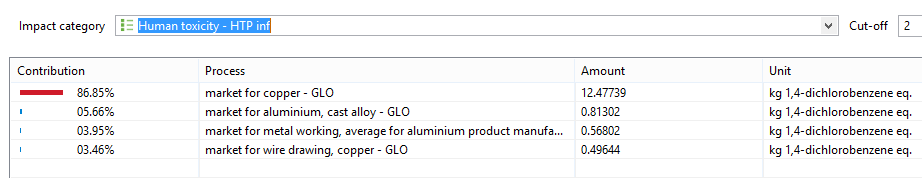 Impact category Human toxicity - HTP inf Cut-off 2
Contribution Process Amount Unit
86.85% market for copper - GLO 12.47739 kg 1,4-dichlorobenzene eq.
05.66% market for aluminium, cast alloy - GLO 0.81302 kg 1,4-dichlorobenzene eq.
03.95% market for metal working, average for aluminium product manufa... 0.56802 kg 1,4-dichlorobenzene eq.
03.46% market for wire drawing, copper - GLO 0.49644 kg 1,4-dichlorobenzene eq.